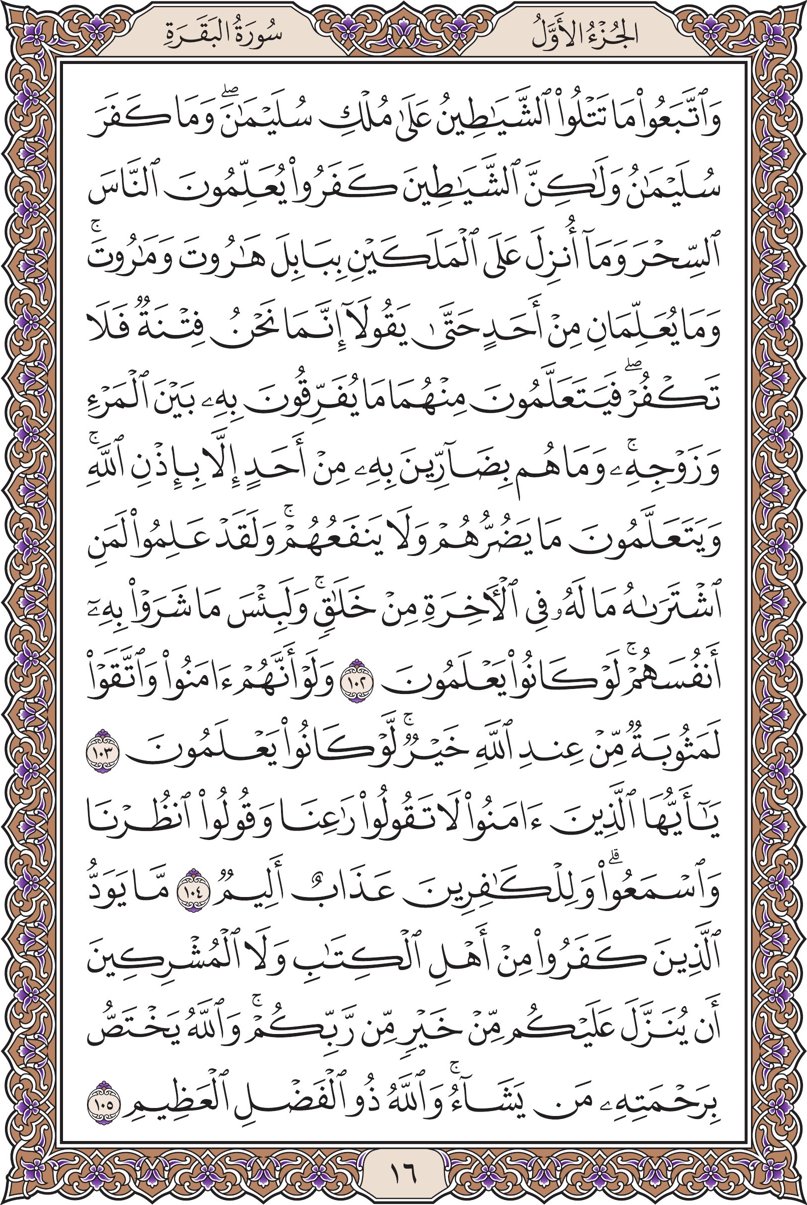 الجُزْءُ الأَوَّلُ
سُورَةُ البَقَرَةِ
وَٱتَّبَعُوا۟ مَا تَتْلُوا۟ ٱلشَّيَـٰطِينُ عَلَىٰ مُلْكِ سُلَيْمَـٰنَ ۖ وَمَا كَفَرَ
سُلَيْمَـٰنُ وَلَـٰكِنَّ ٱلشَّيَـٰطِينَ كَفَرُوا۟ يُعَلِّمُونَ ٱلنَّاسَ
ٱلسِّحْرَ وَمَآ أُنزِلَ عَلَى ٱلْمَلَكَيْنِ بِبَابِلَ هَـٰرُوتَ وَمَـٰرُوتَ ۚ
وَمَا يُعَلِّمَانِ مِنْ أَحَدٍ حَتَّىٰ يَقُولَآ إِنَّمَا نَحْنُ فِتْنَةٌ فَلَا
تَكْفُرْ ۖ فَيَتَعَلَّمُونَ مِنْهُمَا مَا يُفَرِّقُونَ بِهِۦ بَيْنَ ٱلْمَرْءِ
وَزَوْجِهِۦ ۚ وَمَا هُم بِضَآرِّينَ بِهِۦ مِنْ أَحَدٍ إِلَّا بِإِذْنِ ٱللَّهِ ۚ
وَيَتَعَلَّمُونَ مَا يَضُرُّهُمْ وَلَا يَنفَعُهُمْ ۚ وَلَقَدْ عَلِمُوا۟ لَمَنِ
ٱشْتَرَىٰهُ مَا لَهُۥ فِى ٱلْـَٔاخِرَةِ مِنْ خَلَـٰقٍ ۚ وَلَبِئْسَ مَا شَرَوْا۟ بِهِۦٓ
أَنفُسَهُمْ ۚ لَوْ كَانُوا۟ يَعْلَمُونَ ١٠٢ وَلَوْ أَنَّهُمْ ءَامَنُوا۟ وَٱتَّقَوْا۟
لَمَثُوبَةٌ مِّنْ عِندِ ٱللَّهِ خَيْرٌ ۚ لَّوْ كَانُوا۟ يَعْلَمُونَ ١٠٣
يَـٰٓأَيُّهَا ٱلَّذِينَ ءَامَنُوا۟ لَا تَقُولُوا۟ رَٰعِنَا وَقُولُوا۟ ٱنظُرْنَا
وَٱسْمَعُوا۟ ۗ وَلِلْكَـٰفِرِينَ عَذَابٌ أَلِيمٌ ١٠٤ مَّا يَوَدُّ
ٱلَّذِينَ كَفَرُوا۟ مِنْ أَهْلِ ٱلْكِتَـٰبِ وَلَا ٱلْمُشْرِكِينَ
أَن يُنَزَّلَ عَلَيْكُم مِّنْ خَيْرٍ مِّن رَّبِّكُمْ ۚ وَٱللَّهُ يَخْتَصُّ
بِرَحْمَتِهِۦ مَن يَشَآءُ ۚ وَٱللَّهُ ذُو ٱلْفَضْلِ ٱلْعَظِيمِ ١٠٥
١٦